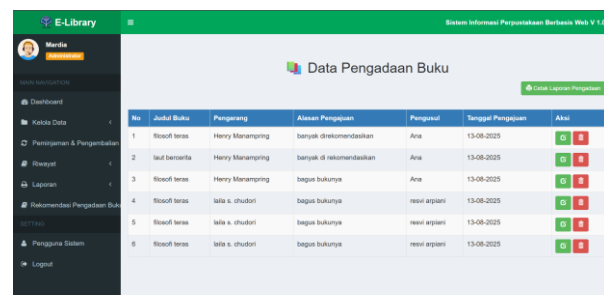 E-Library
Sistem Informasi Perpustakaan Berbasis Web V 1.0
Mardia
Administrator
MAIN NAVIGATION
Dashboard
Kelola Data
Peminjaman & Pengembalian
Riwayat
Laporan
Rekomendasi Pengadaan Buku
SETTING
Pengguna Sistem
Logout
Data Pengadaan Buku
Cetak Laporan Pengadaan
No Judul Buku Pengarang Alasan Pengajuan Pengusul Tanggal Pengajuan Aksi
1 filosofi teras Henry Manampring banyak direkomendasikan Ana 13-08-2025
2 laut bercerita Henry Manampring banyak di rekomendasikan Ana 13-08-2025
3 filosofi teras Henry Manampring bagus bukunya Ana 13-08-2025
4 filosofi teras laila s. chudori bagus bukunya resvi arpiani 13-08-2025
5 filosofi teras laila s. chudori bagus bukunya resvi arpiani 13-08-2025
6 filosofi teras laila s. chudori bagus bukunya resvi arpiani 13-08-2025